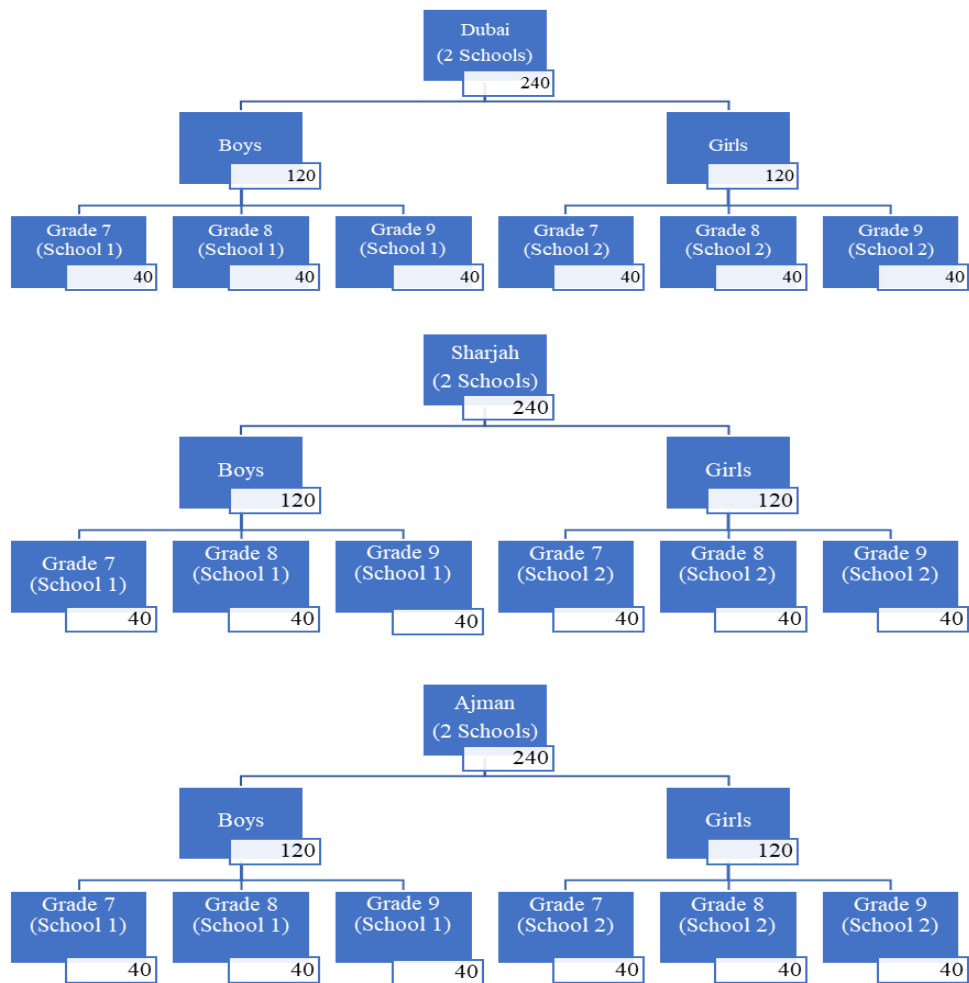 Dubai
(2 Schools)
240
Boys
120
Girls
120
Grade 7
(School 1)
40
Grade 8
(School 1)
40
Grade 9
(School 1)
40
Grade 7
(School 2)
40
Grade 8
(School 2)
40
Grade 9
(School 2)
40
Sharjah
(2 Schools)
240
Boys
120
Girls
120
Grade 7
(School 1)
40
Grade 8
(School 1)
40
Grade 9
(School 1)
40
Grade 7
(School 2)
40
Grade 8
(School 2)
40
Grade 9
(School 2)
40
Ajman
(2 Schools)
240
Boys
120
Girls
120
Grade 7
(School 1)
40
Grade 8
(School 1)
40
Grade 9
(School 1)
40
Grade 7
(School 2)
40
Grade 8
(School 2)
40
Grade 9
(School 2)
40